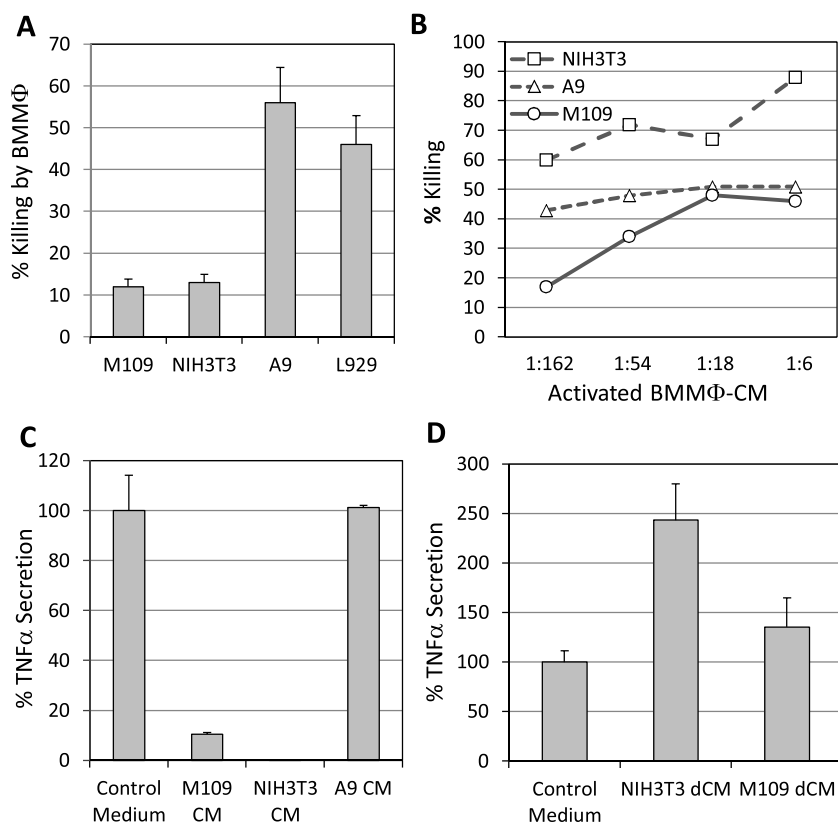 A
% Killing by BMMΦ
70
60
50
40
30
20
10
0
M109 NIH3T3 A9 L929
B
% Killing
100
90
80
70
60
50
40
30
20
10
0
NIH3T3
A9
M109
1:162 1:54 1:18 1:6
Activated BMMΦ-CM
C
% TNFα Secretion
120
100
80
60
40
20
0
Control Medium
M109 CM
NIH3T3 CM
A9 CM
D
% TNFα Secretion
300
250
200
150
100
50
0
Control Medium
NIH3T3 dCM
M109 dCM